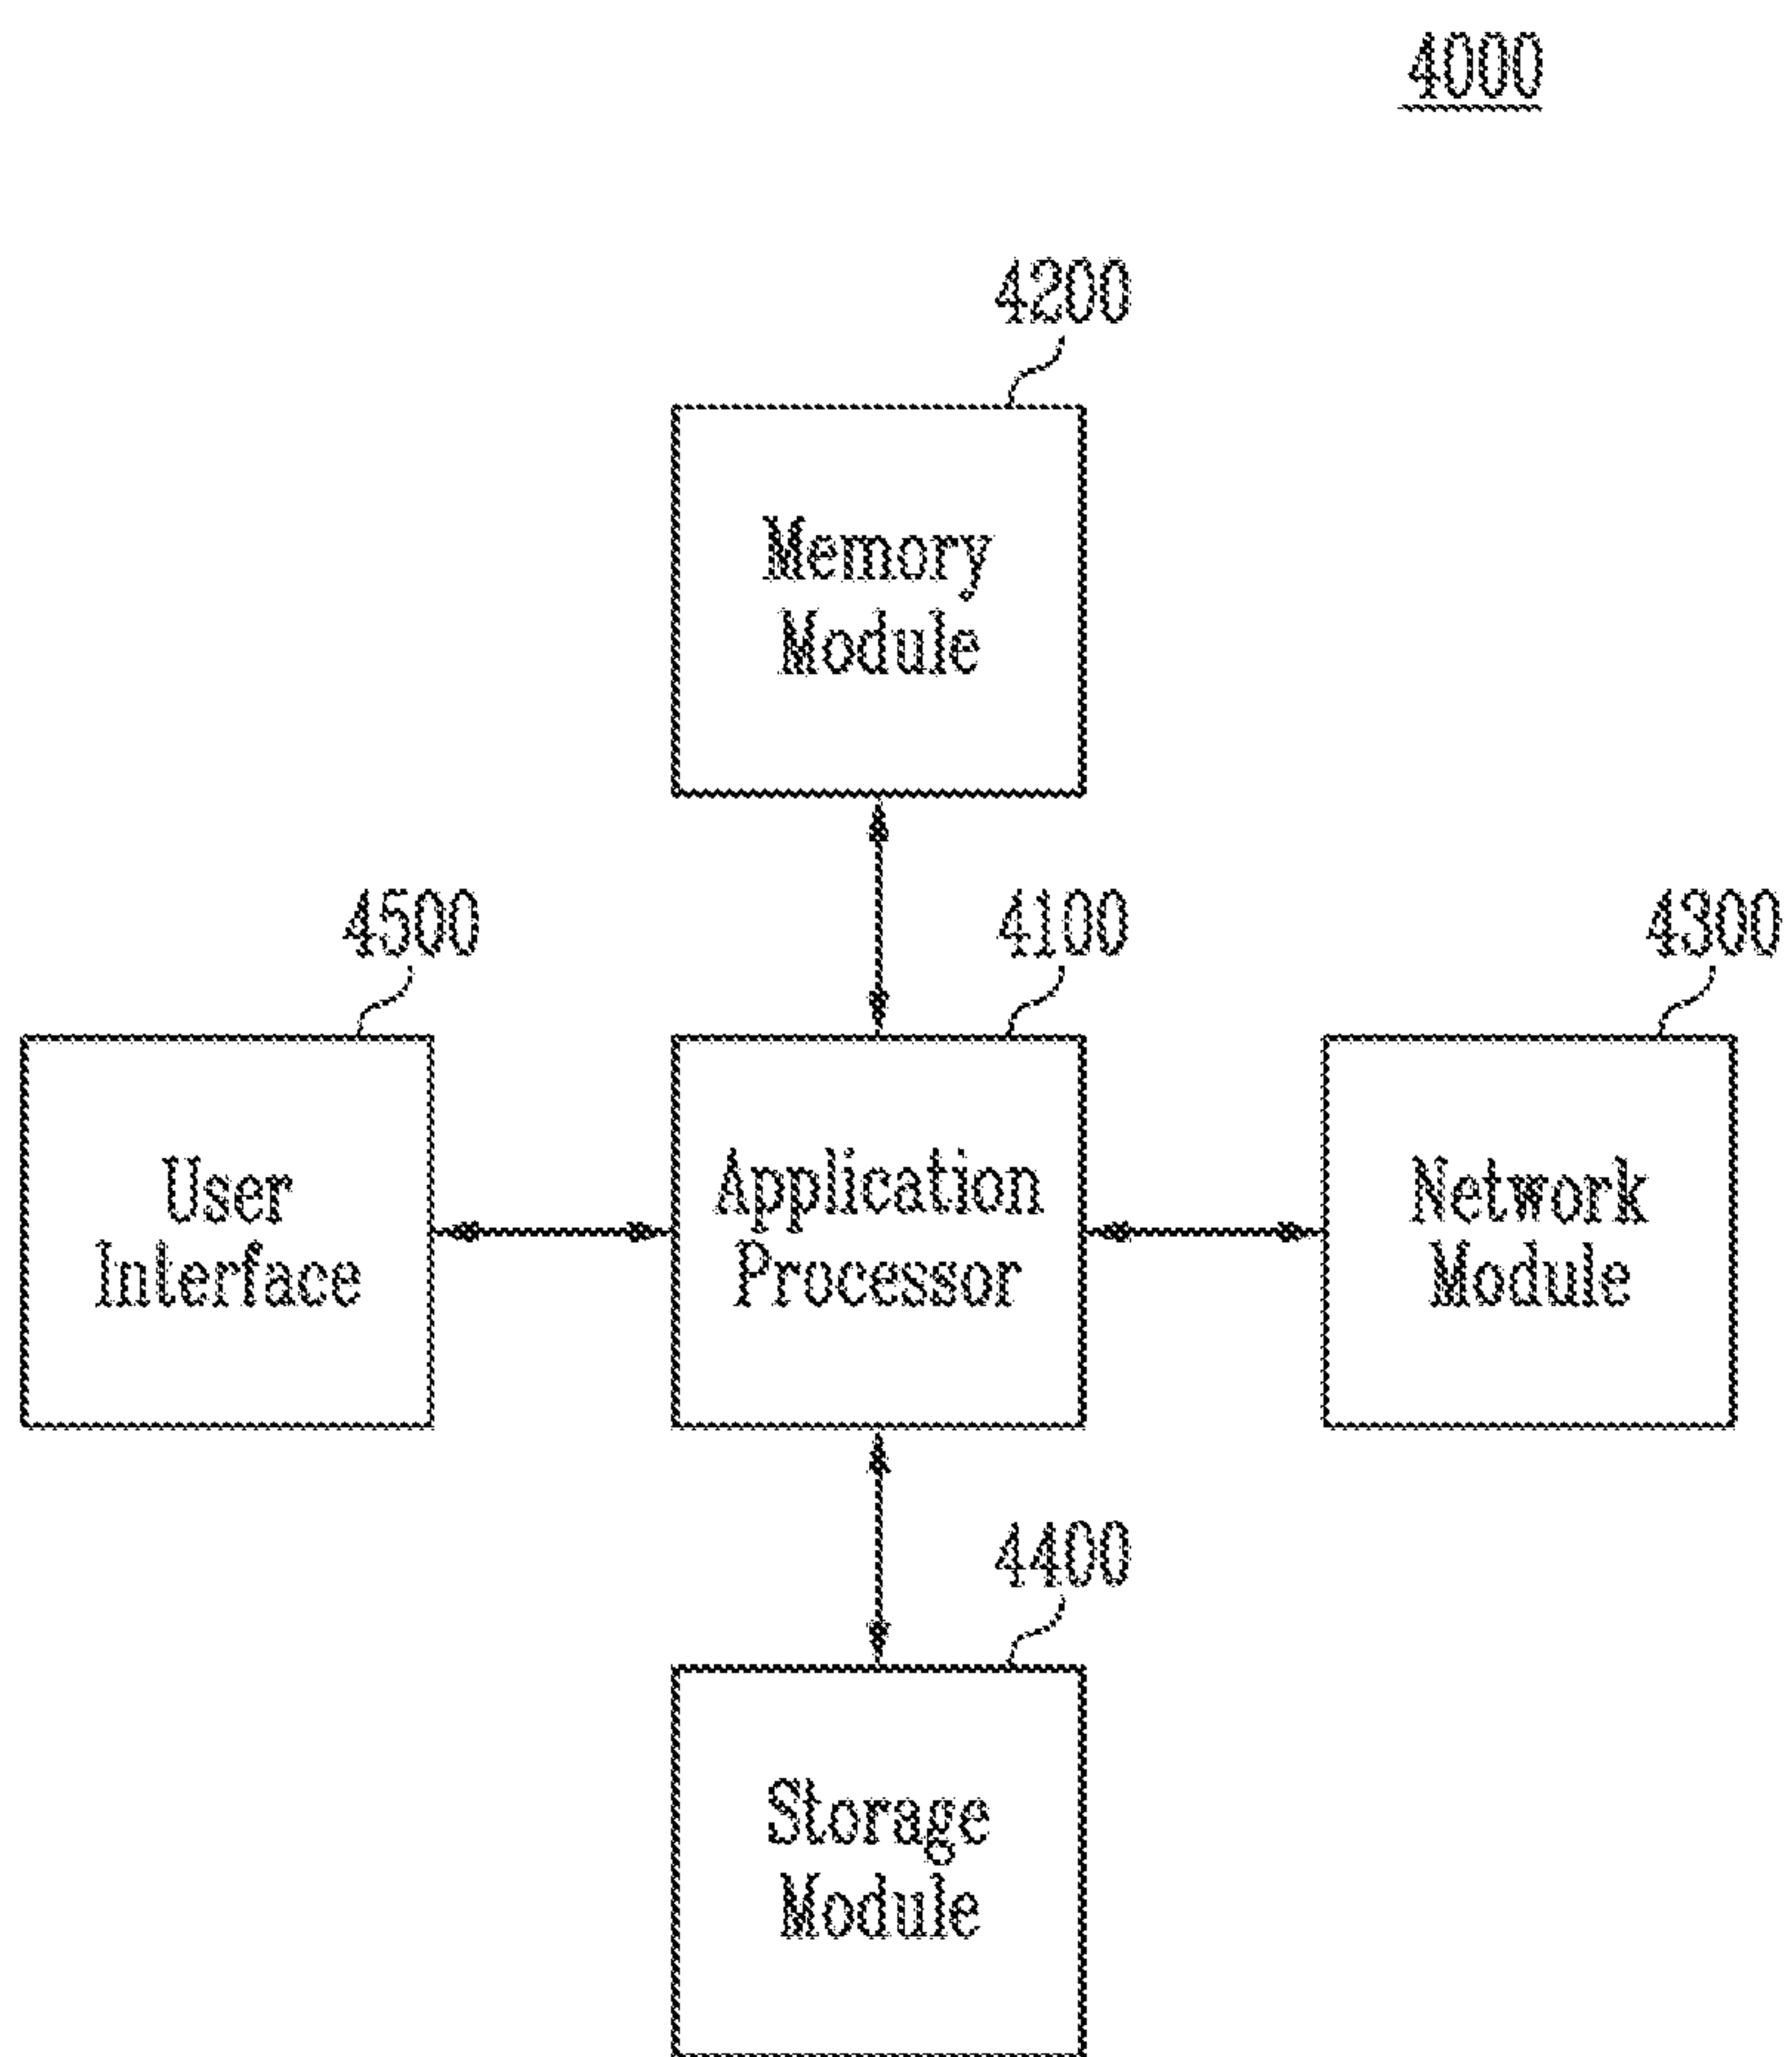 4000
4200
Memory
Module
4500
4100
4300
User
Interface
Application
Processor
Network
Module
4400
Storage
Module